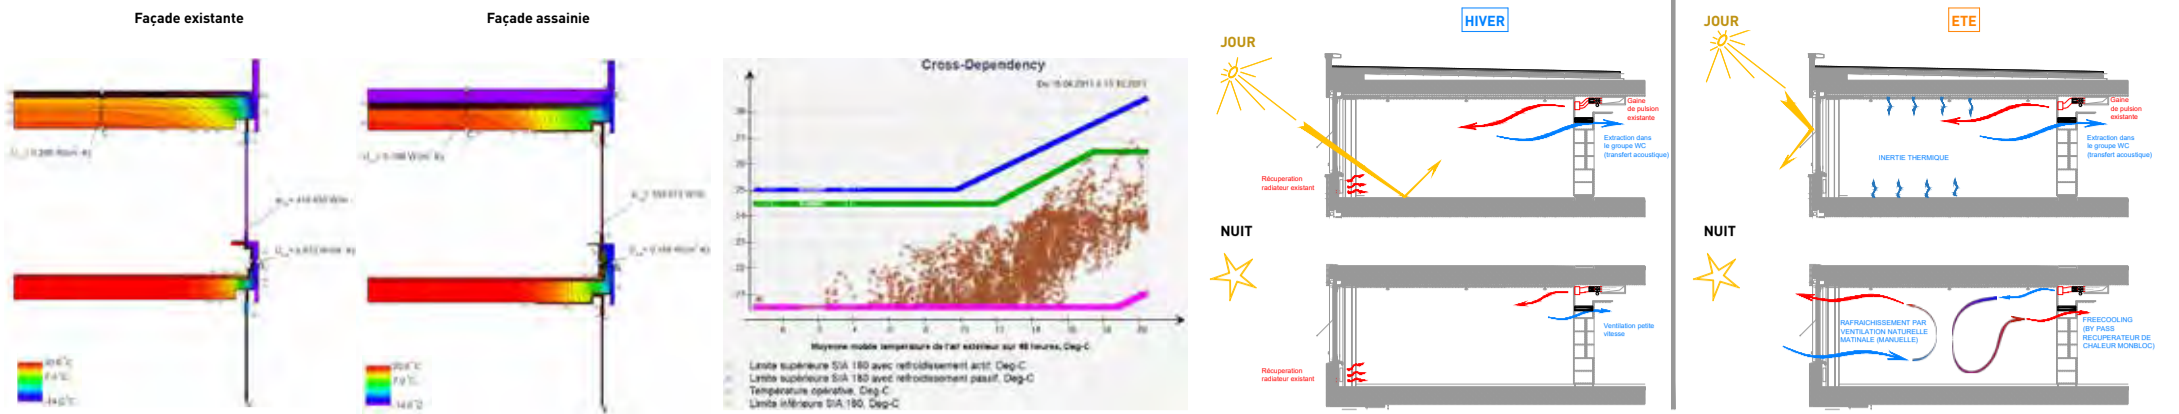 Façade existante
Façade assainie
Cross-Dependency
Moyenne mobile température de l'air extérieur sur 48 heures, Deg-C
Limite supérieure SIA 180 avec refroidissement actif, Deg-C
Limite supérieure SIA 180 avec refroidissement passif, Deg-C
Température opérative, Deg-C
Limite inférieure SIA 180, Deg-C
HIVER
JOUR
Gaine
de pulsion
existante
Extraction dans
le groupe WC
(transfert acoustique)
Récuperation
radiateur existant
NUIT
Ventilation petite
vitesse
Récuperation
radiateur existant
ETE
JOUR
Gaine
de pulsion
existante
Extraction dans
le groupe WC
(transfert acoustique)
INERTIE THERMIQUE
NUIT
RAFRAICHISSEMENT PAR
VENTILATION NATURELLE
MATINALE (MANUELLE)
FREECOOLING
(BY PASS
RECUPERATEUR DE
CHALEUR MONBLOC)